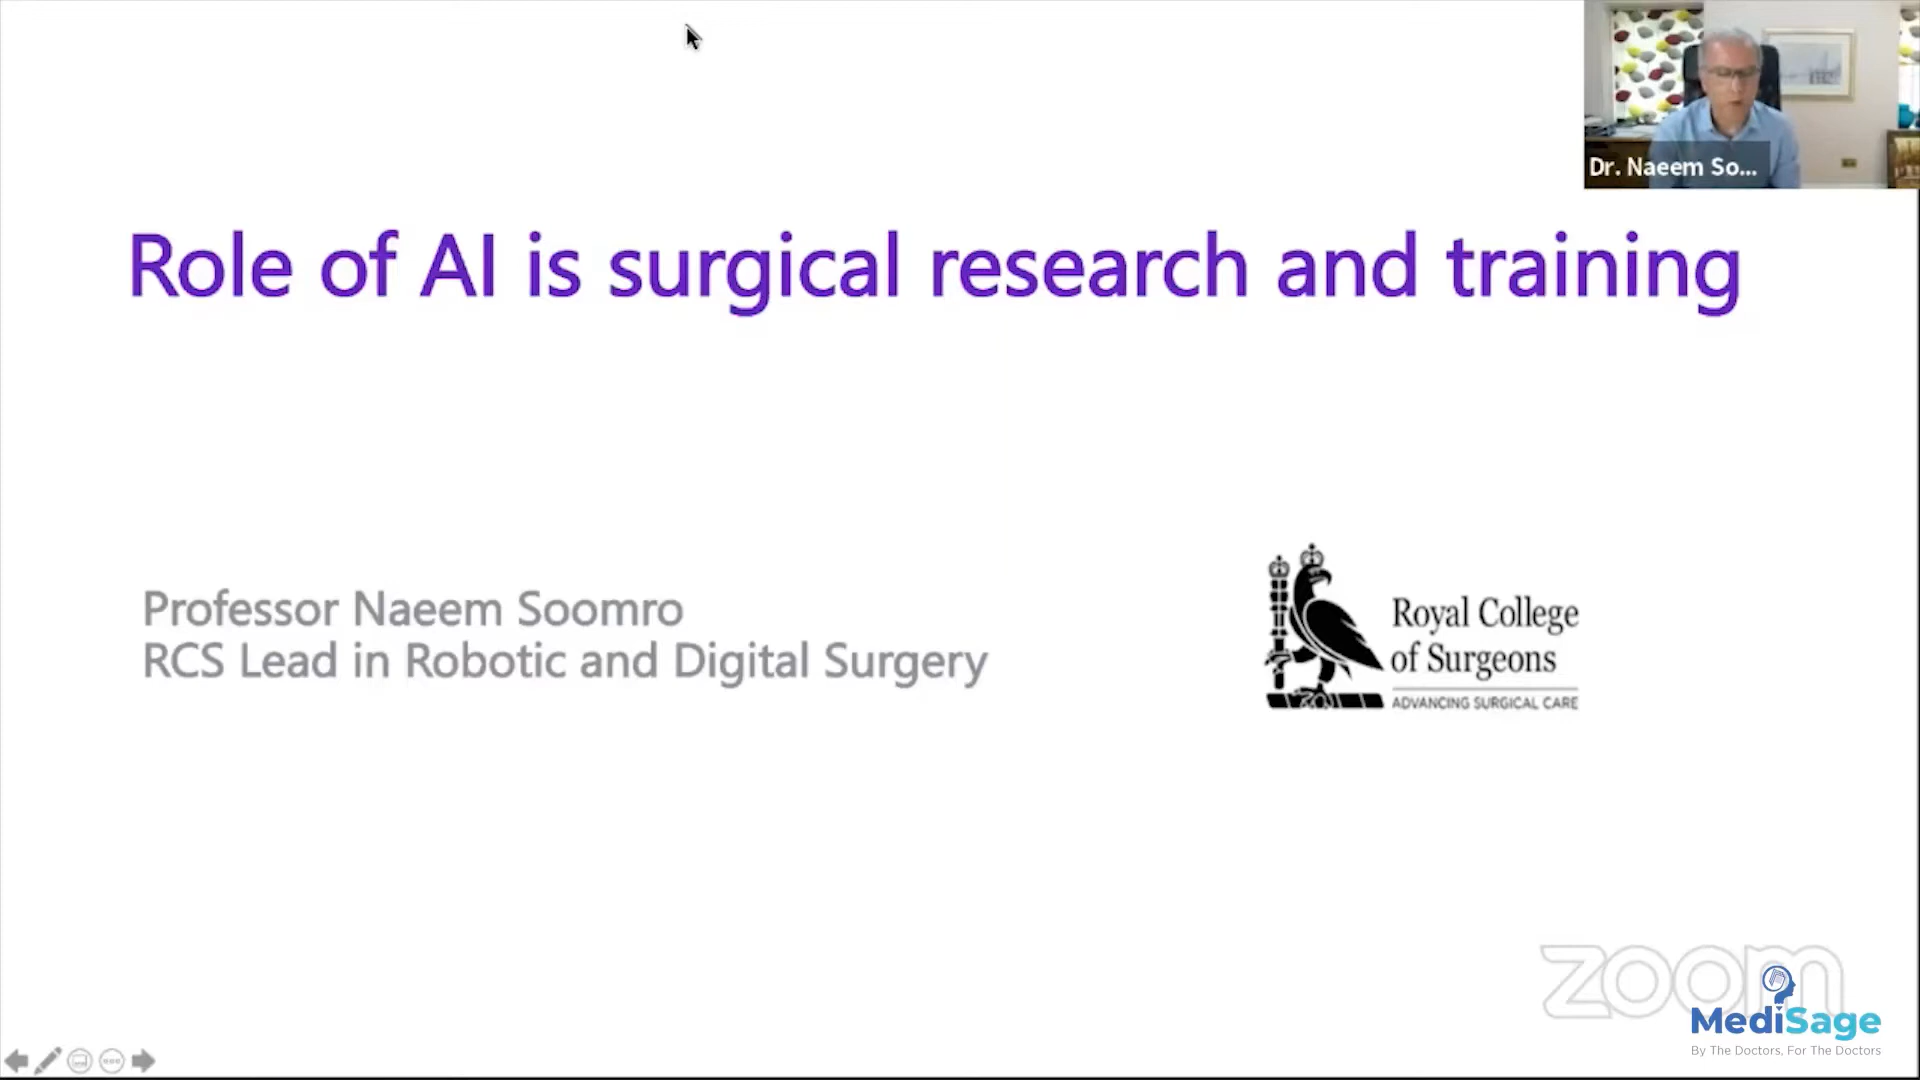 Dr. Naeem So...
Role of AI is surgical research and training
Professor Naeem Soomro
RCS Lead in Robotic and Digital Surgery
Royal College
of Surgeons
ADVANCING SURGICAL CARE
zoom
MediSage
By The Doctors, For The Doctors